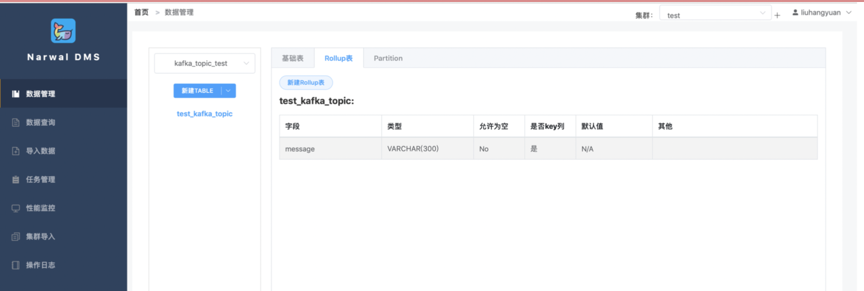 首页 > 数据管理
集群： test + liuhangyuan
Narwal DMS
数据管理
数据查询
导入数据
任务管理
性能监控
集群导入
操作日志
kafka_topic_test
新建TABLE
test_kafka_topic
基础表 Rollup表 Partition
新建Rollup表
test_kafka_topic:
字段 类型 允许为空 是否key列 默认值 其他
message VARCHAR(300) No 是 N/A